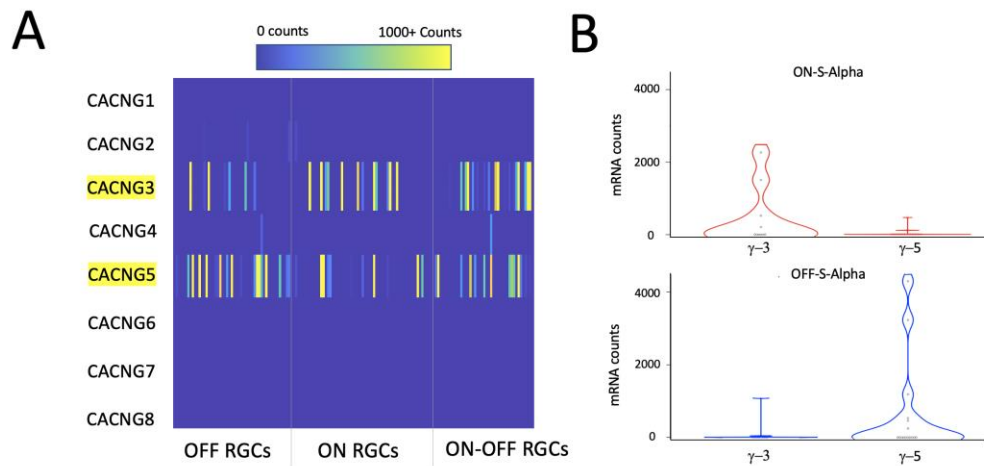 A
0 counts 1000+ Counts
CACNG1
CACNG2
CACNG3
CACNG4
CACNG5
CACNG6
CACNG7
CACNG8
OFF RGCs ON RGCs ON-OFF RGCs
B
ON-S-Alpha
mRNA counts
4000
2000
0
γ-3 γ-5
OFF-S-Alpha
mRNA counts
4000
2000
0
γ-3 γ-5